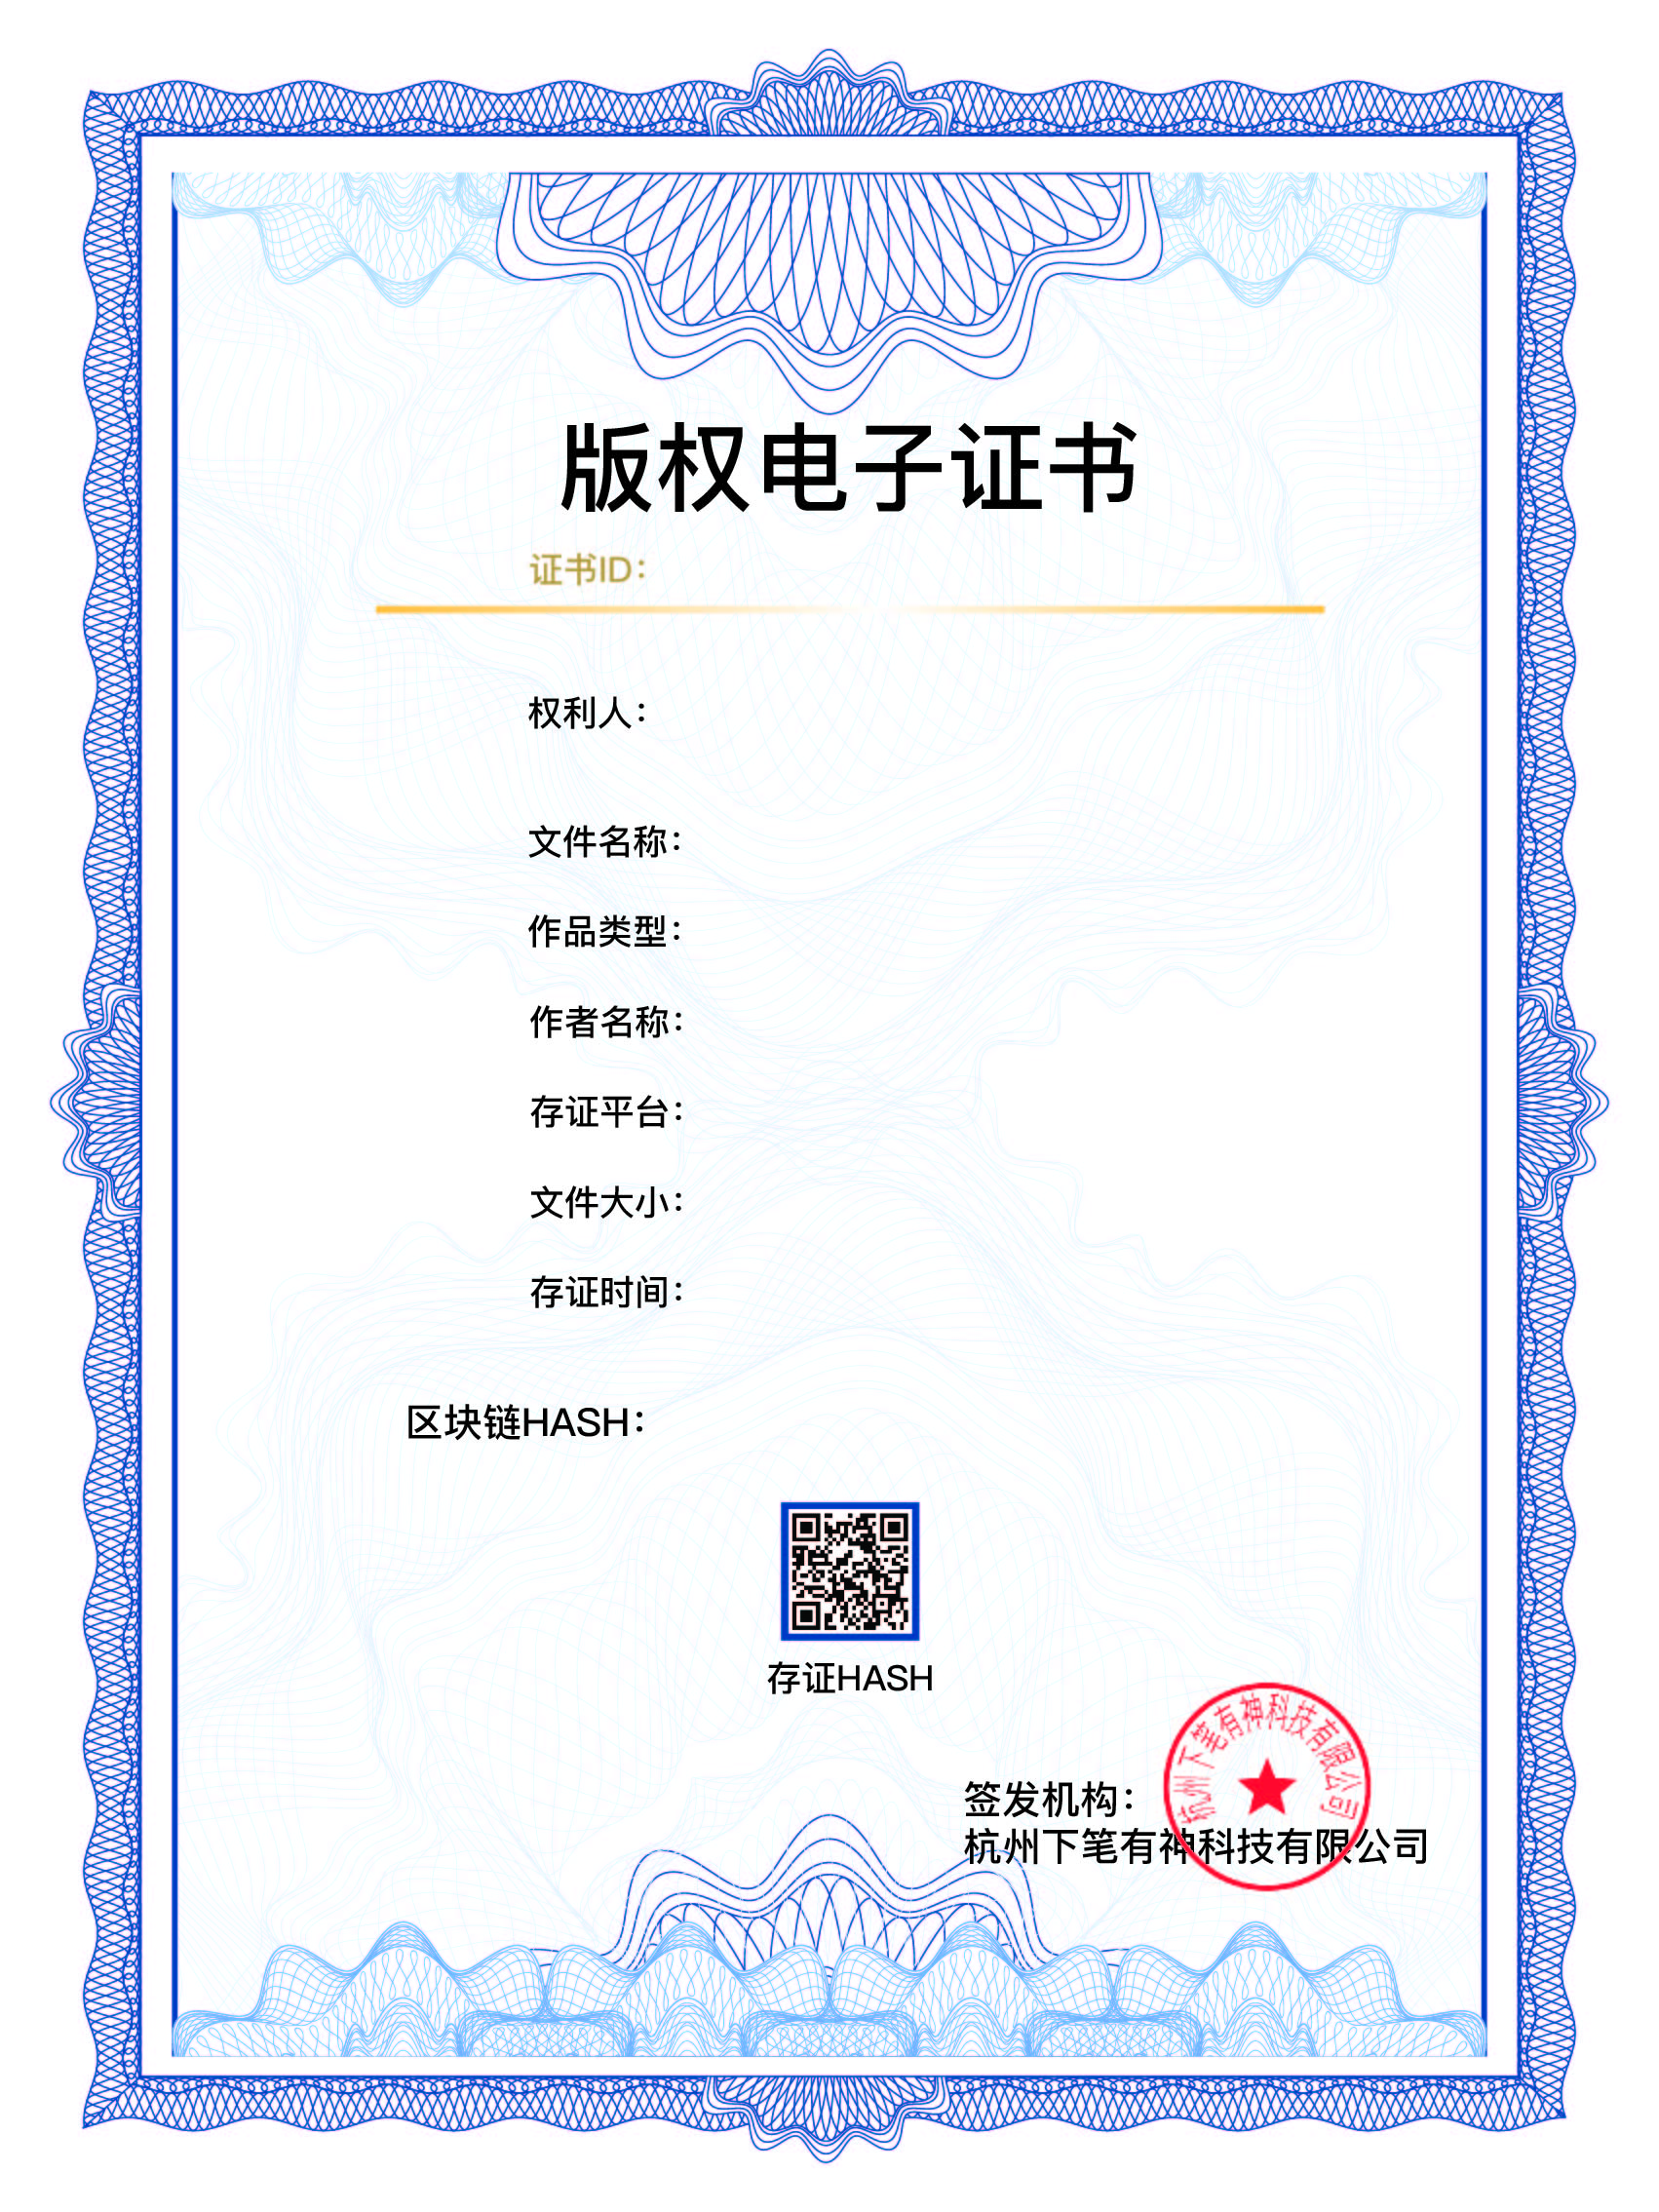 版权电子证书
证书ID：
权利人：
文件名称：
作品类型：
作者名称：
存证平台：
文件大小：
存证时间：
区块链HASH：
存证HASH
杭州下笔有神科技有限公司
签发机构：
杭州下笔有神科技有限公司